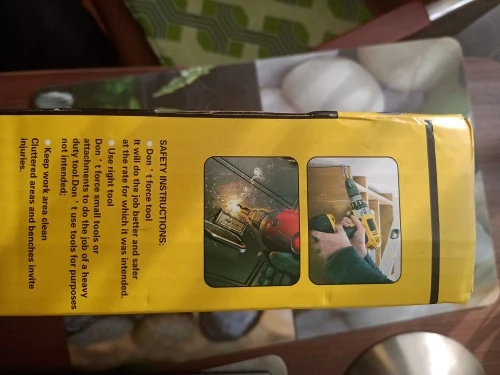 SAFETY INSTRUCTIONS:
● Don't force tool
It will do the job better and safer
at the rate for which it was intended.
● Use right tool
Don't force small tools or
attachments to do the job of a heavy
duty tool.Don't use tools for purposes
not intended;
● Keep work area clean
Cluttered areas and benches invite
injuries.